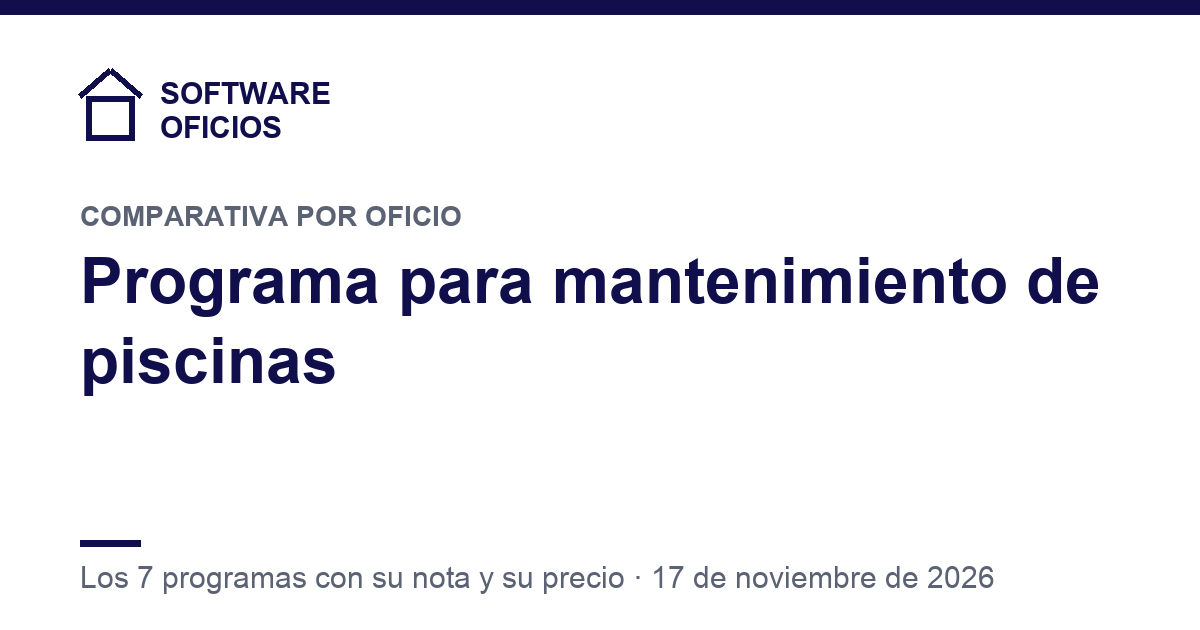 SOFTWARE
OFICIOS
COMPARATIVA POR OFICIO
Programa para mantenimiento de
piscinas
Los 7 programas con su nota y su precio · 17 de noviembre de 2026